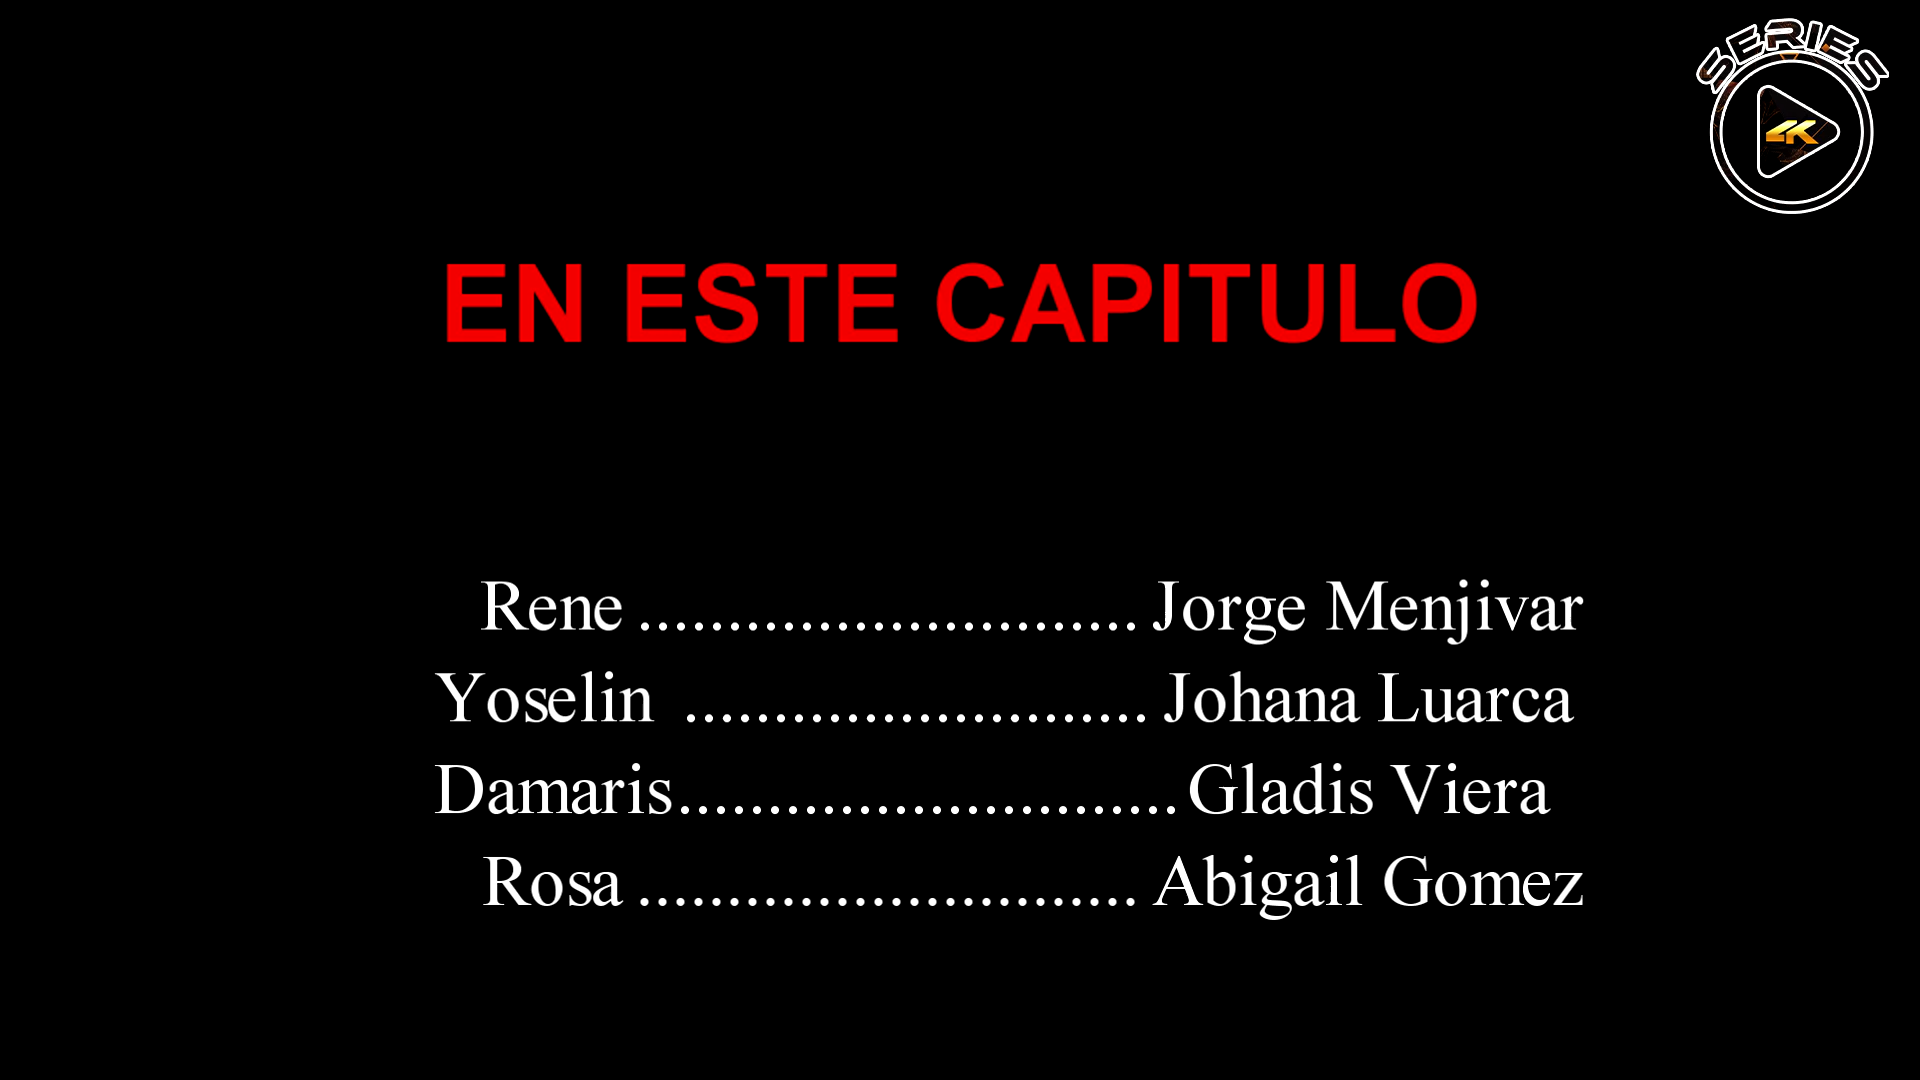 SERIES
4K
EN ESTE CAPITULO
Rene ............................ Jorge Menjivar
Yoselin .......................... Johana Luarca
Damaris ............................ Gladis Viera
Rosa ............................ Abigail Gomez